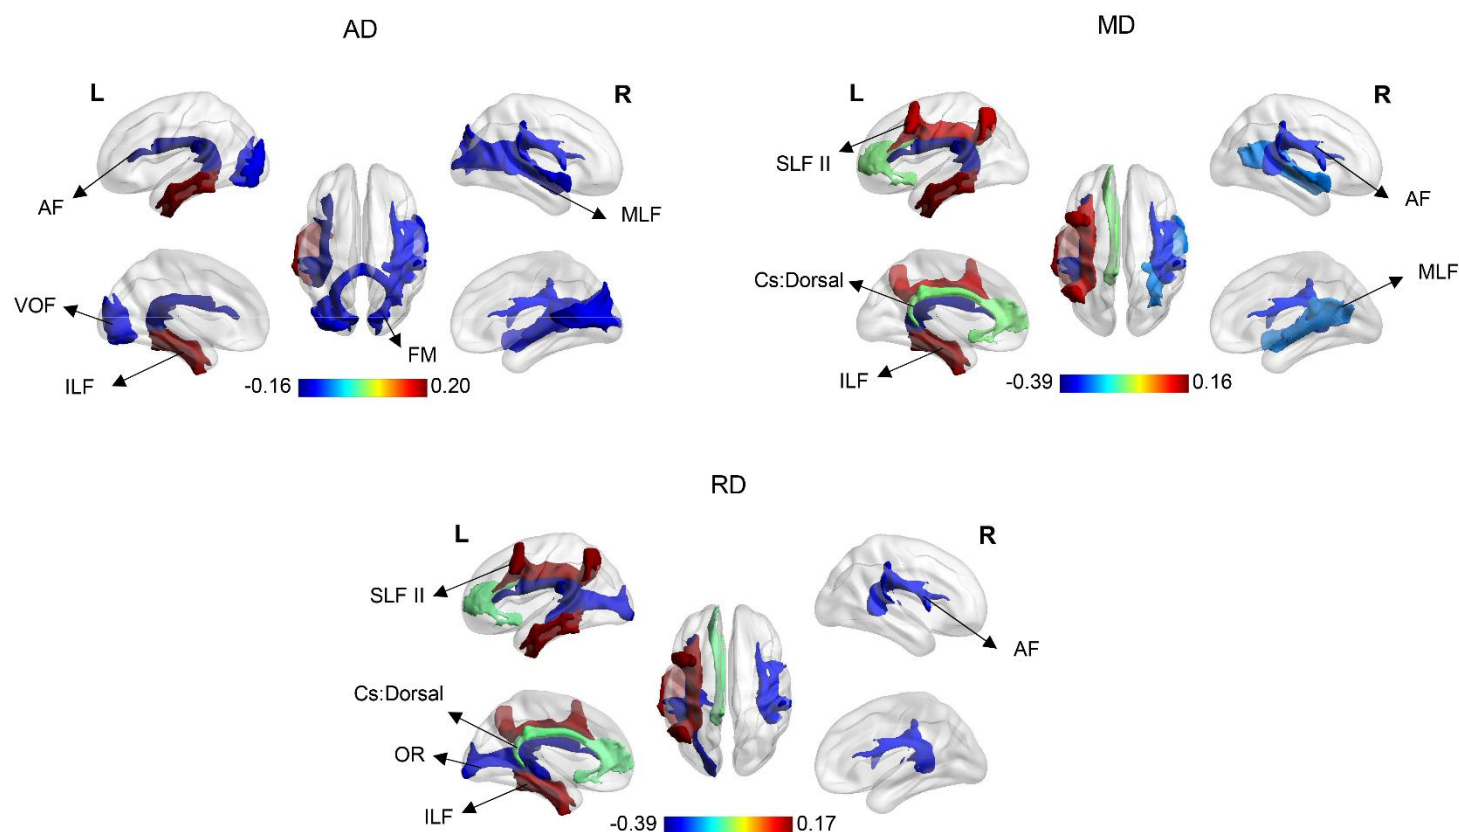 AD
L
R
AF
MLF
VOF
FM
ILF
-0.16
0.20
MD
L
R
SLF II
AF
Cs:Dorsal
MLF
ILF
-0.39
0.16
RD
L
R
SLF II
AF
Cs:Dorsal
OR
ILF
-0.39
0.17